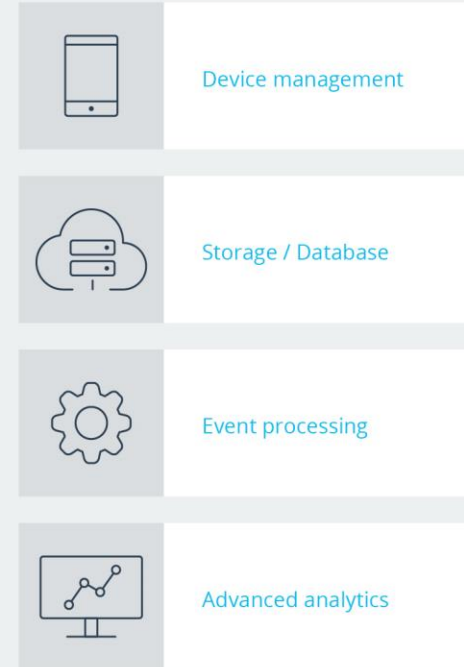 Device management
Storage / Database
Event processing
Advanced analytics